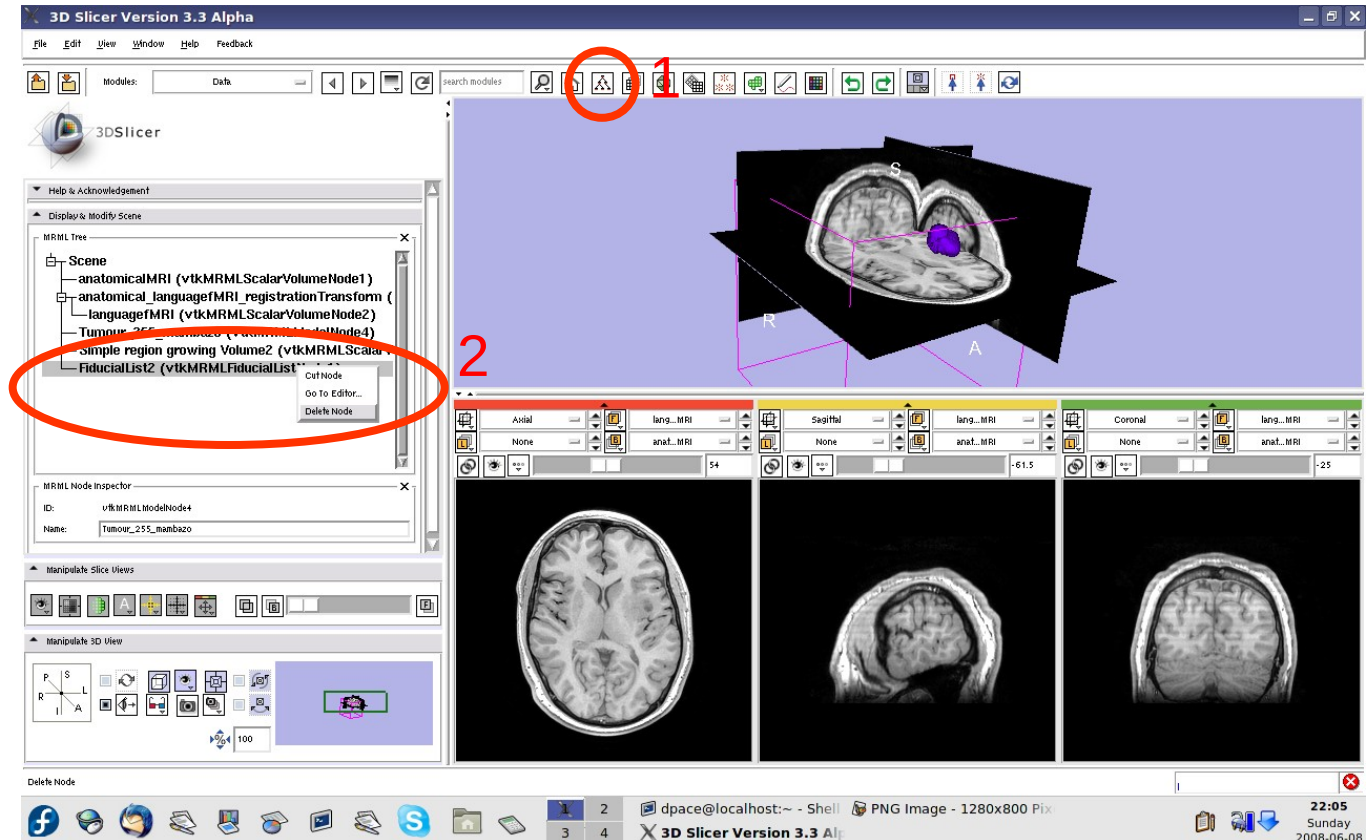 3D Slicer Version 3.3 Alpha
File Edit View Window Help Feedback
Modules: Data search modules
1
3DSlicer
Help & Acknowledgement
Display & Modify Scene
MRML Tree
Scene
anatomicalMRI (vtkMRMLScalarVolumeNode1)
anatomical_languagefMRI_registrationTransform (
languagefMRI (vtkMRMLScalarVolumeNode2)
Tumour_255_mambazo (vtkMRMLModelNode4)
Simple region growing Volume2 (vtkMRMLScalarV
FiducialList2 (vtkMRMLFiducialListNode1)
Cut Node
Go To Editor...
Delete Node
2
MRML Node Inspector
ID: vtkMRMLModelNode4
Name: Tumour_255_mambazo
Manipulate Slice Views
A B F
Manipulate 3D View
P S
R L
I A
% 100
S
R
A
Axial F lang...MRI
L None B anat...MRI
54
Sagittal F lang...MRI
L None B anat...MRI
-61.5
Coronal F lang...MRI
L None B anat...MRI
-25
Delete Node
1 2
3 4
dpace@localhost:~ - Shell PNG Image - 1280x800 Pix
3D Slicer Version 3.3 Alp
22:05
Sunday
2008-06-08